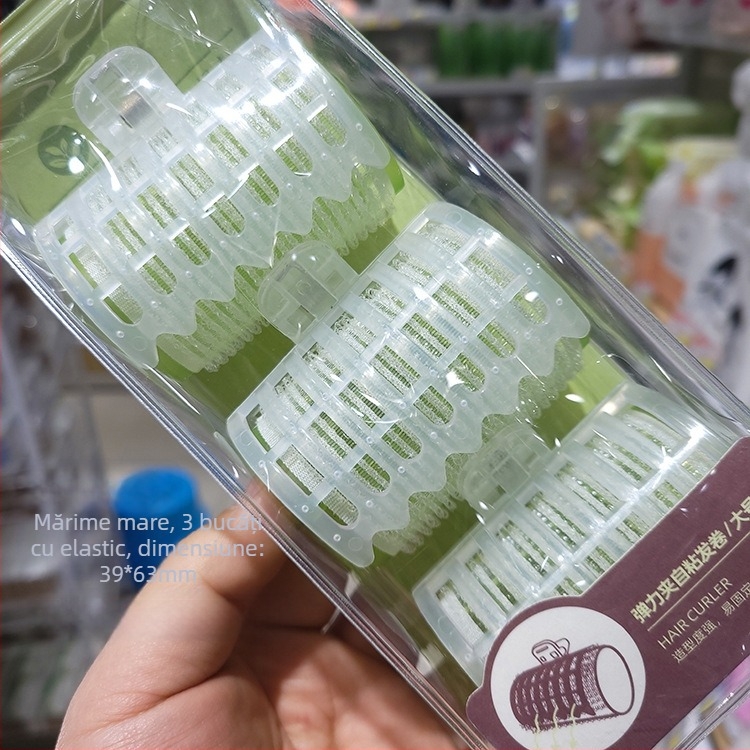 Mărime mare, 3 bucăți
cu elastic, dimensiune:
39*63mm
弹力夹自粘发卷/大
HAIR CURLER
造型度强，易固定